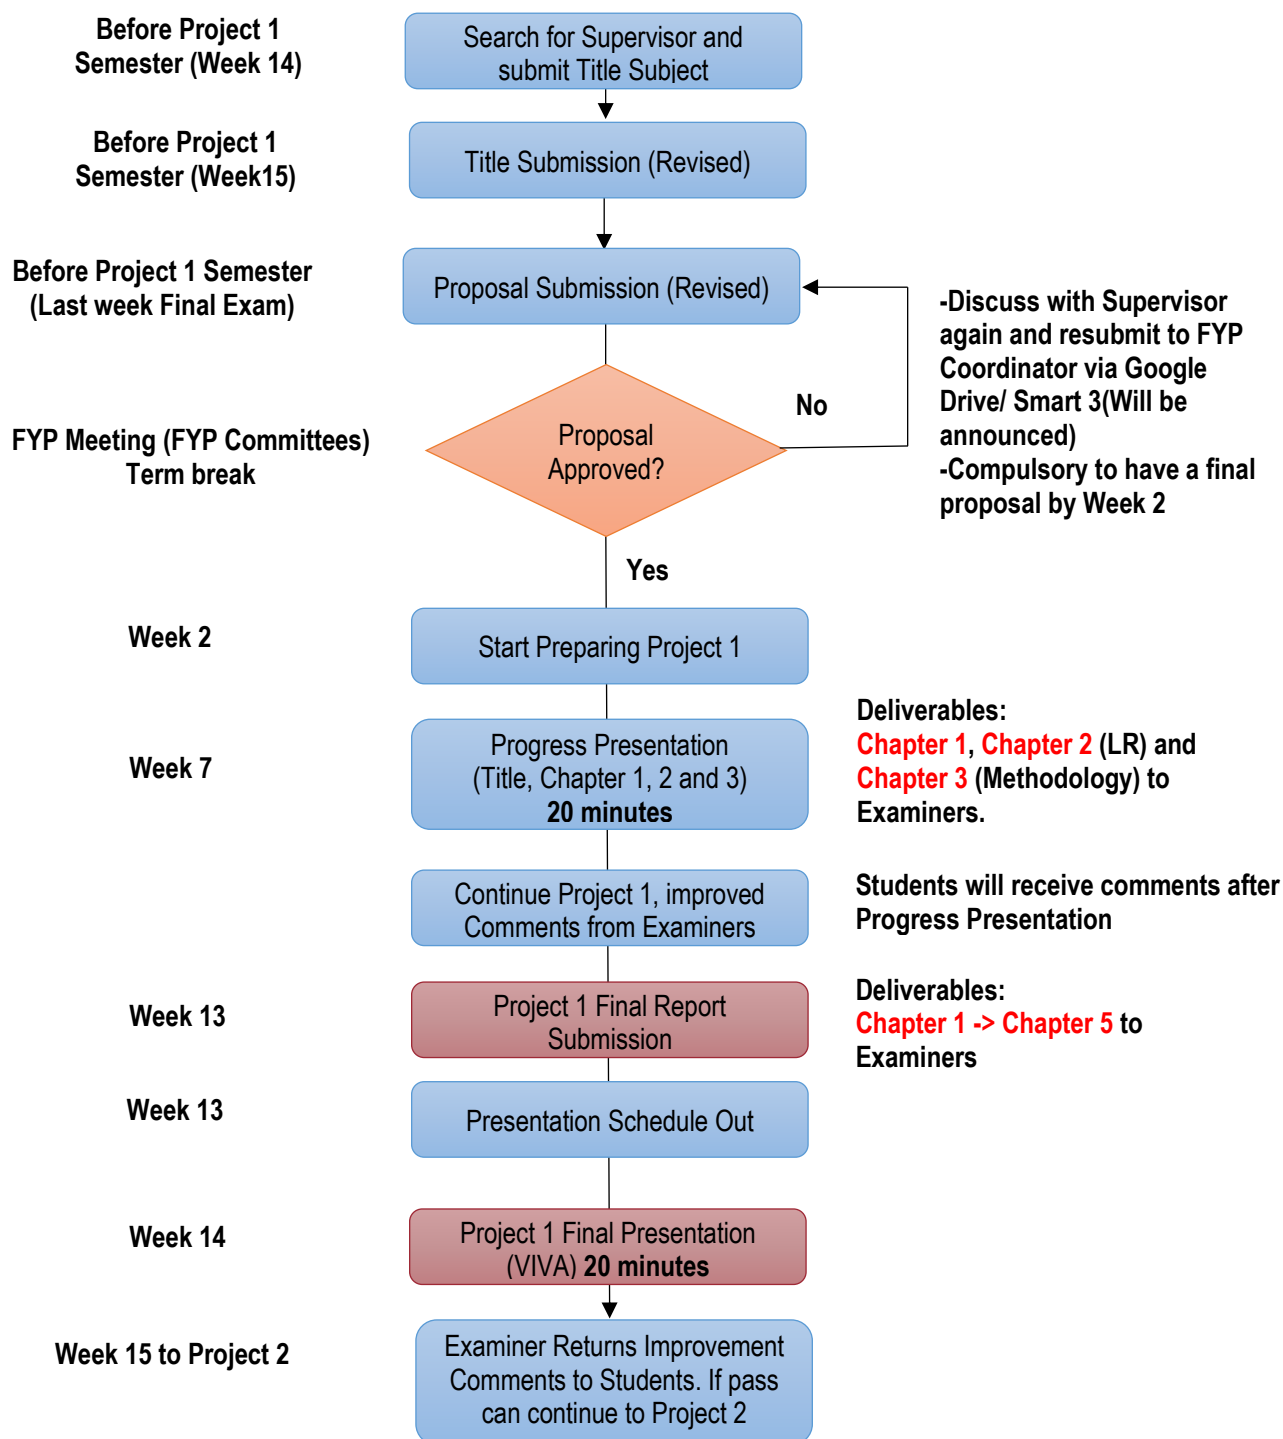 Before Project 1
Semester (Week 14)
Search for Supervisor and
submit Title Subject
Before Project 1
Semester (Week15)
Title Submission (Revised)
Before Project 1 Semester
(Last week Final Exam)
Proposal Submission (Revised)
-Discuss with Supervisor
again and resubmit to FYP
Coordinator via Google
Drive/ Smart 3(Will be
announced)
-Compulsory to have a final
proposal by Week 2
No
FYP Meeting (FYP Committees)
Term break
Proposal
Approved?
Yes
Week 2
Start Preparing Project 1
Week 7
Progress Presentation
(Title, Chapter 1, 2 and 3)
20 minutes
Deliverables:
Chapter 1, Chapter 2 (LR) and
Chapter 3 (Methodology) to
Examiners.
Continue Project 1, improved
Comments from Examiners
Students will receive comments after
Progress Presentation
Week 13
Project 1 Final Report
Submission
Deliverables:
Chapter 1 -> Chapter 5 to
Examiners
Week 13
Presentation Schedule Out
Week 14
Project 1 Final Presentation
(VIVA) 20 minutes
Week 15 to Project 2
Examiner Returns Improvement
Comments to Students. If pass
can continue to Project 2